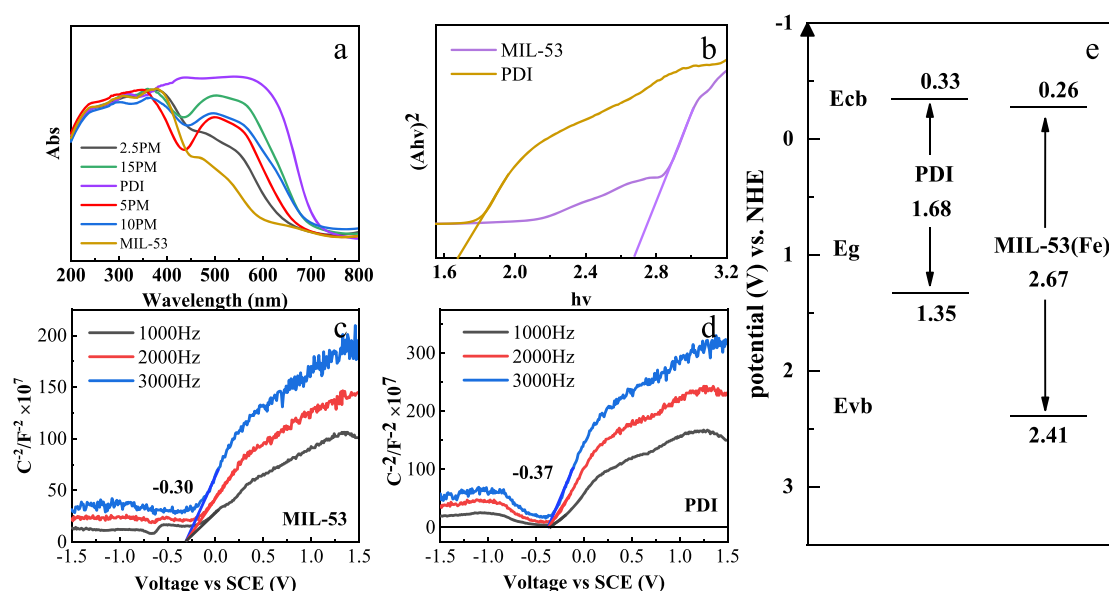 a
Abs
2.5PM
15PM
PDI
5PM
10PM
MIL-53
200 300 400 500 600 700 800
Wavelength (nm)
b
(Ahv)²
MIL-53
PDI
1.6 2.0 2.4 2.8 3.2
hv
c
C⁻²/F⁻² ×10⁷
200
150
100
50
0
1000Hz
2000Hz
3000Hz
-0.30
MIL-53
-1.5 -1.0 -0.5 0.0 0.5 1.0 1.5
Voltage vs SCE (V)
d
C⁻²/F⁻² ×10⁷
300
200
100
0
1000Hz
2000Hz
3000Hz
-0.37
PDI
-1.5 -1.0 -0.5 0.0 0.5 1.0 1.5
Voltage vs SCE (V)
e
potential (V) vs. NHE
-1
0
1
2
3
Ecb
Eg
Evb
0.33
PDI
1.68
1.35
0.26
MIL-53(Fe)
2.67
2.41